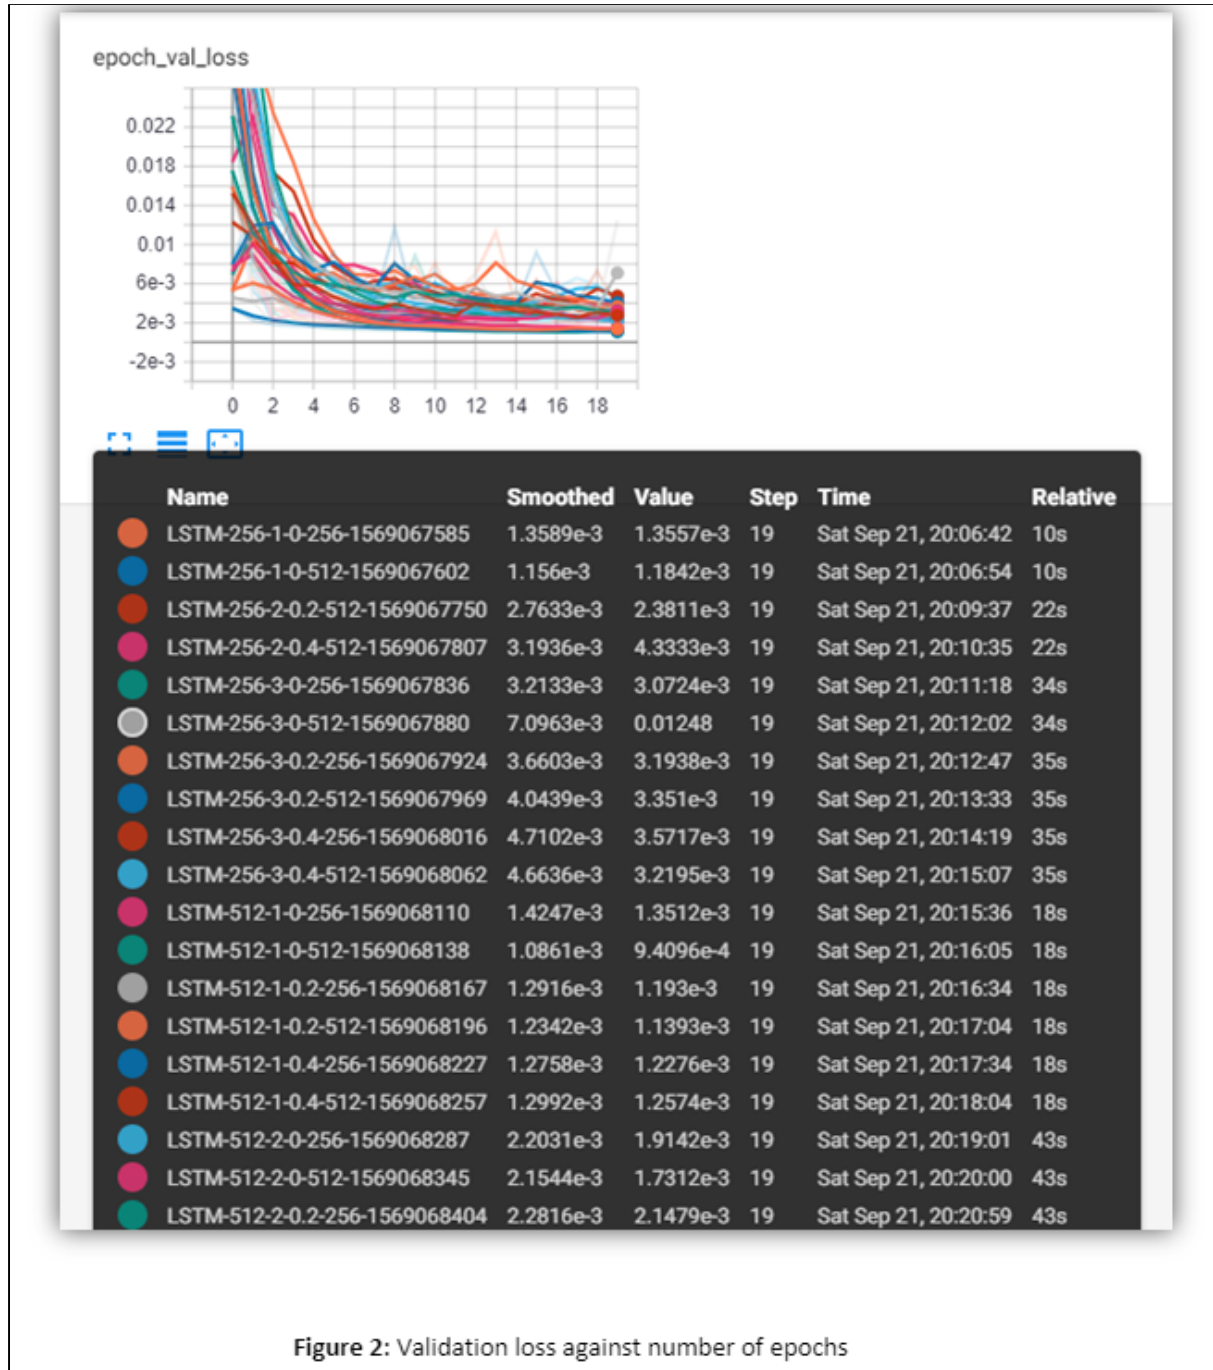 epoch_val_loss
0.022
0.018
0.014
0.01
6e-3
2e-3
-2e-3
0 2 4 6 8 10 12 14 16 18
Name Smoothed Value Step Time Relative
LSTM-256-1-0-256-1569067585 1.3589e-3 1.3557e-3 19 Sat Sep 21, 20:06:42 10s
LSTM-256-1-0-512-1569067602 1.156e-3 1.1842e-3 19 Sat Sep 21, 20:06:54 10s
LSTM-256-2-0.2-512-1569067750 2.7633e-3 2.3811e-3 19 Sat Sep 21, 20:09:37 22s
LSTM-256-2-0.4-512-1569067807 3.1936e-3 4.3333e-3 19 Sat Sep 21, 20:10:35 22s
LSTM-256-3-0-256-1569067836 3.2133e-3 3.0724e-3 19 Sat Sep 21, 20:11:18 34s
LSTM-256-3-0-512-1569067880 7.0963e-3 0.01248 19 Sat Sep 21, 20:12:02 34s
LSTM-256-3-0.2-256-1569067924 3.6603e-3 3.1938e-3 19 Sat Sep 21, 20:12:47 35s
LSTM-256-3-0.2-512-1569067969 4.0439e-3 3.351e-3 19 Sat Sep 21, 20:13:33 35s
LSTM-256-3-0.4-256-1569068016 4.7102e-3 3.5717e-3 19 Sat Sep 21, 20:14:19 35s
LSTM-256-3-0.4-512-1569068062 4.6636e-3 3.2195e-3 19 Sat Sep 21, 20:15:07 35s
LSTM-512-1-0-256-1569068110 1.4247e-3 1.3512e-3 19 Sat Sep 21, 20:15:36 18s
LSTM-512-1-0-512-1569068138 1.0861e-3 9.4096e-4 19 Sat Sep 21, 20:16:05 18s
LSTM-512-1-0.2-256-1569068167 1.2916e-3 1.193e-3 19 Sat Sep 21, 20:16:34 18s
LSTM-512-1-0.2-512-1569068196 1.2342e-3 1.1393e-3 19 Sat Sep 21, 20:17:04 18s
LSTM-512-1-0.4-256-1569068227 1.2758e-3 1.2276e-3 19 Sat Sep 21, 20:17:34 18s
LSTM-512-1-0.4-512-1569068257 1.2992e-3 1.2574e-3 19 Sat Sep 21, 20:18:04 18s
LSTM-512-2-0-256-1569068287 2.2031e-3 1.9142e-3 19 Sat Sep 21, 20:19:01 43s
LSTM-512-2-0-512-1569068345 2.1544e-3 1.7312e-3 19 Sat Sep 21, 20:20:00 43s
LSTM-512-2-0.2-256-1569068404 2.2816e-3 2.1479e-3 19 Sat Sep 21, 20:20:59 43s
Figure 2: Validation loss against number of epochs